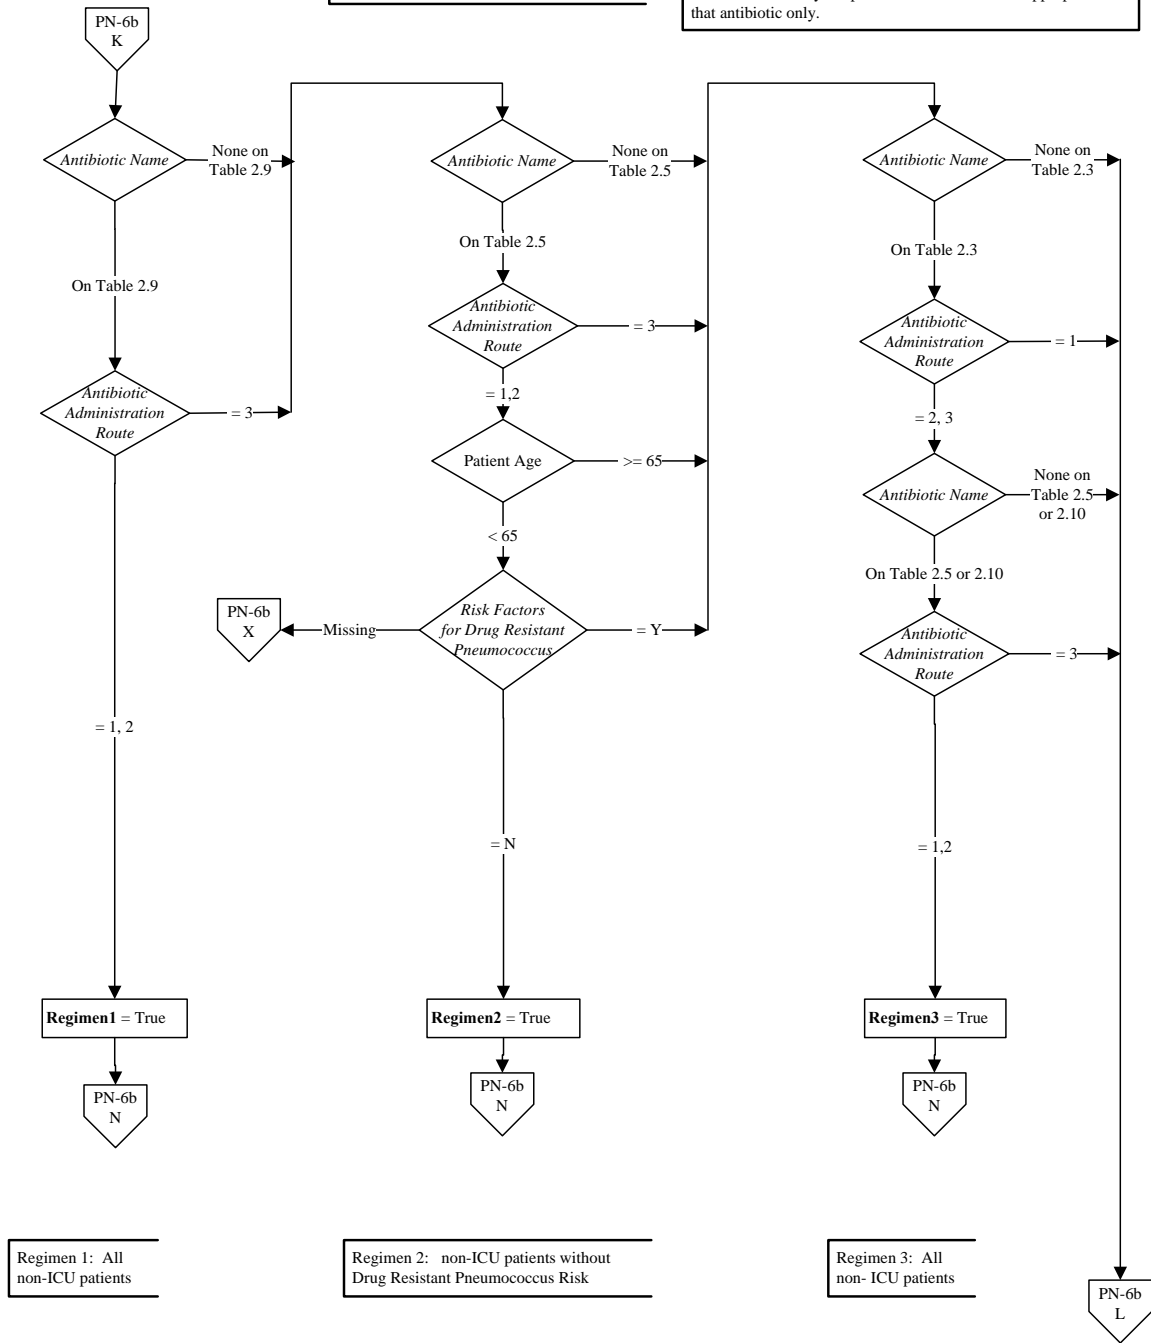 that antibiotic only.
PN-6b
K
Antibiotic Name
None on
Table 2.9
On Table 2.9
Antibiotic
Administration
Route
= 3
= 1, 2
Regimen1 = True
PN-6b
N
Antibiotic Name
None on
Table 2.5
On Table 2.5
Antibiotic
Administration
Route
= 3
= 1,2
Patient Age
>= 65
< 65
Risk Factors
for Drug Resistant
Pneumococcus
Missing
PN-6b
X
= Y
= N
Regimen2 = True
PN-6b
N
Antibiotic Name
None on
Table 2.3
On Table 2.3
Antibiotic
Administration
Route
= 1
= 2, 3
Antibiotic Name
None on
Table 2.5
or 2.10
On Table 2.5 or 2.10
Antibiotic
Administration
Route
= 3
= 1,2
Regimen3 = True
PN-6b
N
Regimen 1: All
non-ICU patients
Regimen 2: non-ICU patients without
Drug Resistant Pneumococcus Risk
Regimen 3: All
non- ICU patients
PN-6b
L